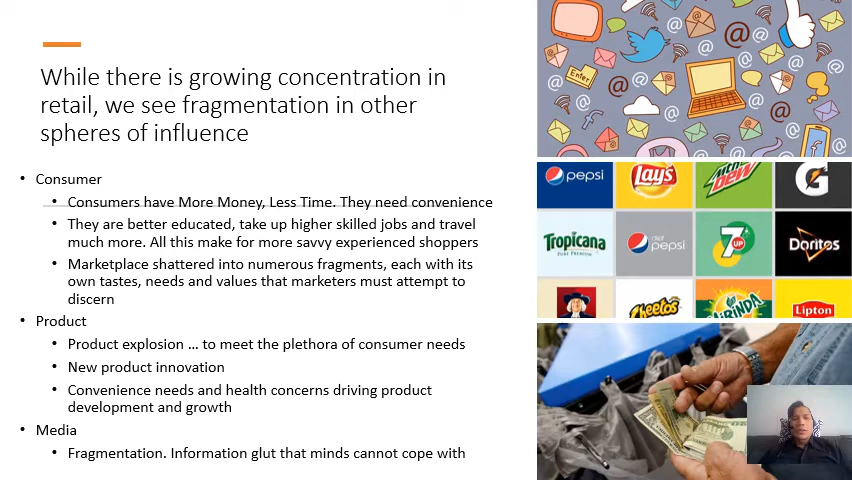 While there is growing concentration in
retail, we see fragmentation in other
spheres of influence
• Consumer
• Consumers have More Money, Less Time. They need convenience
• They are better educated, take up higher skilled jobs and travel
much more. All this make for more savvy experienced shoppers
• Marketplace shattered into numerous fragments, each with its
own tastes, needs and values that marketers must attempt to
discern
• Product
• Product explosion ... to meet the plethora of consumer needs
• New product innovation
• Convenience needs and health concerns driving product
development and growth
• Media
• Fragmentation. Information glut that minds cannot cope with
Enter
pepsi
Lay's
Mtn
DEW
G
Tropicana
PURE PREMIUM
diet
pepsi
7
UP
Doritos
Cheetos
MIRINDA
Lipton